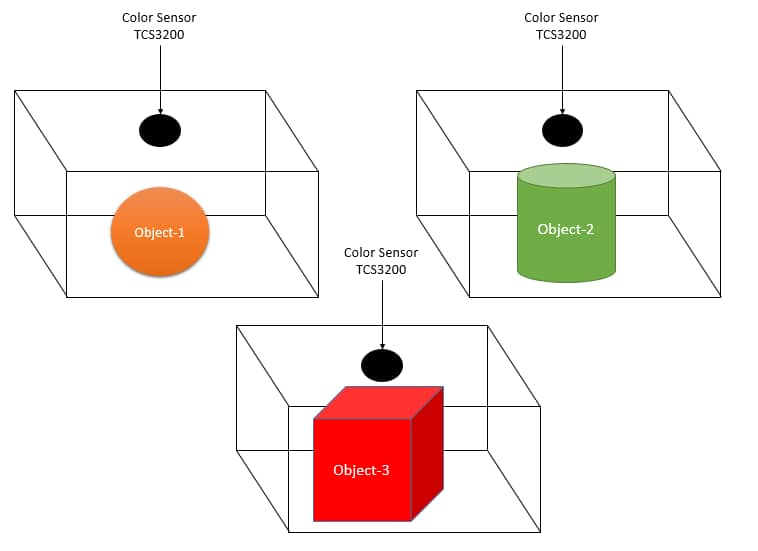 Color Sensor
TCS3200
Color Sensor
TCS3200
Object-1
Object-2
Color Sensor
TCS3200
Object-3